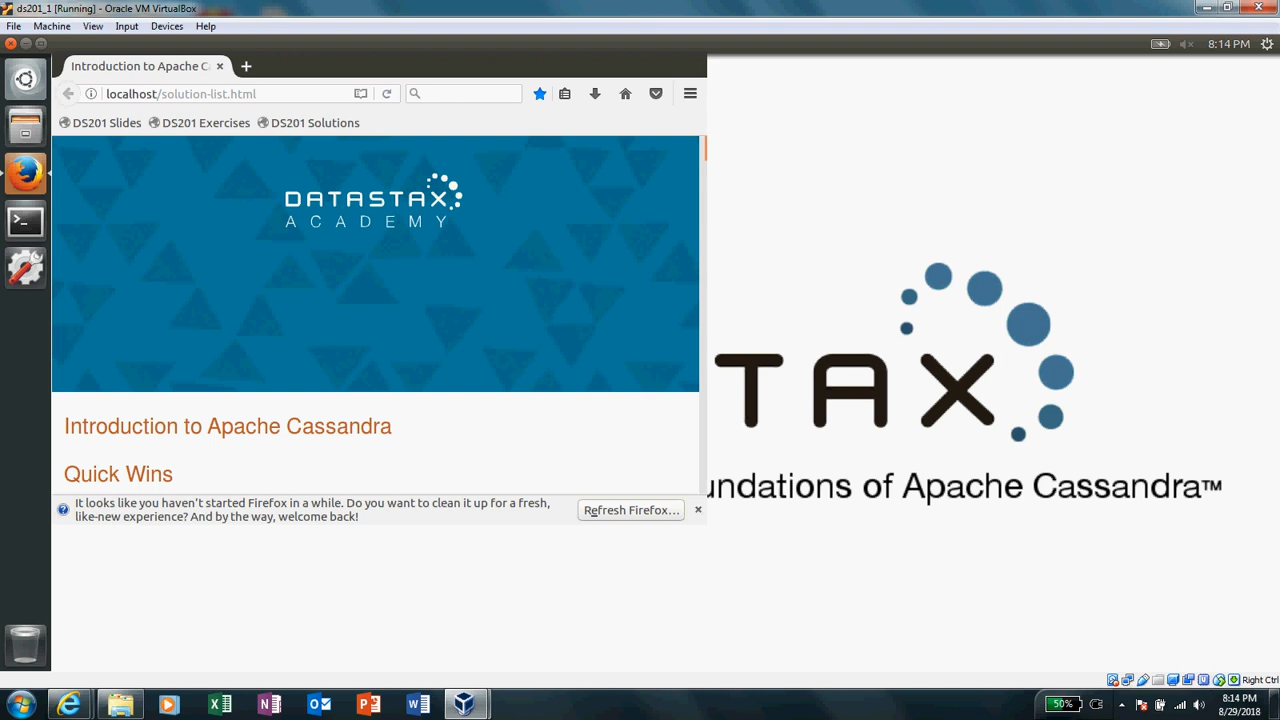 ds201_1 [Running] - Oracle VM VirtualBox
File Machine View Input Devices Help
8:14 PM
Introduction to Apache C
localhost/solution-list.html
DS201 Slides DS201 Exercises DS201 Solutions
DATASTAX
ACADEMY
Introduction to Apache Cassandra
Quick Wins
It looks like you haven't started Firefox in a while. Do you want to clean it up for a fresh,
like-new experience? And by the way, welcome back!
Refresh Firefox...
TAX
undations of Apache Cassandra™
Right Ctrl
50%
8:14 PM
8/29/2018